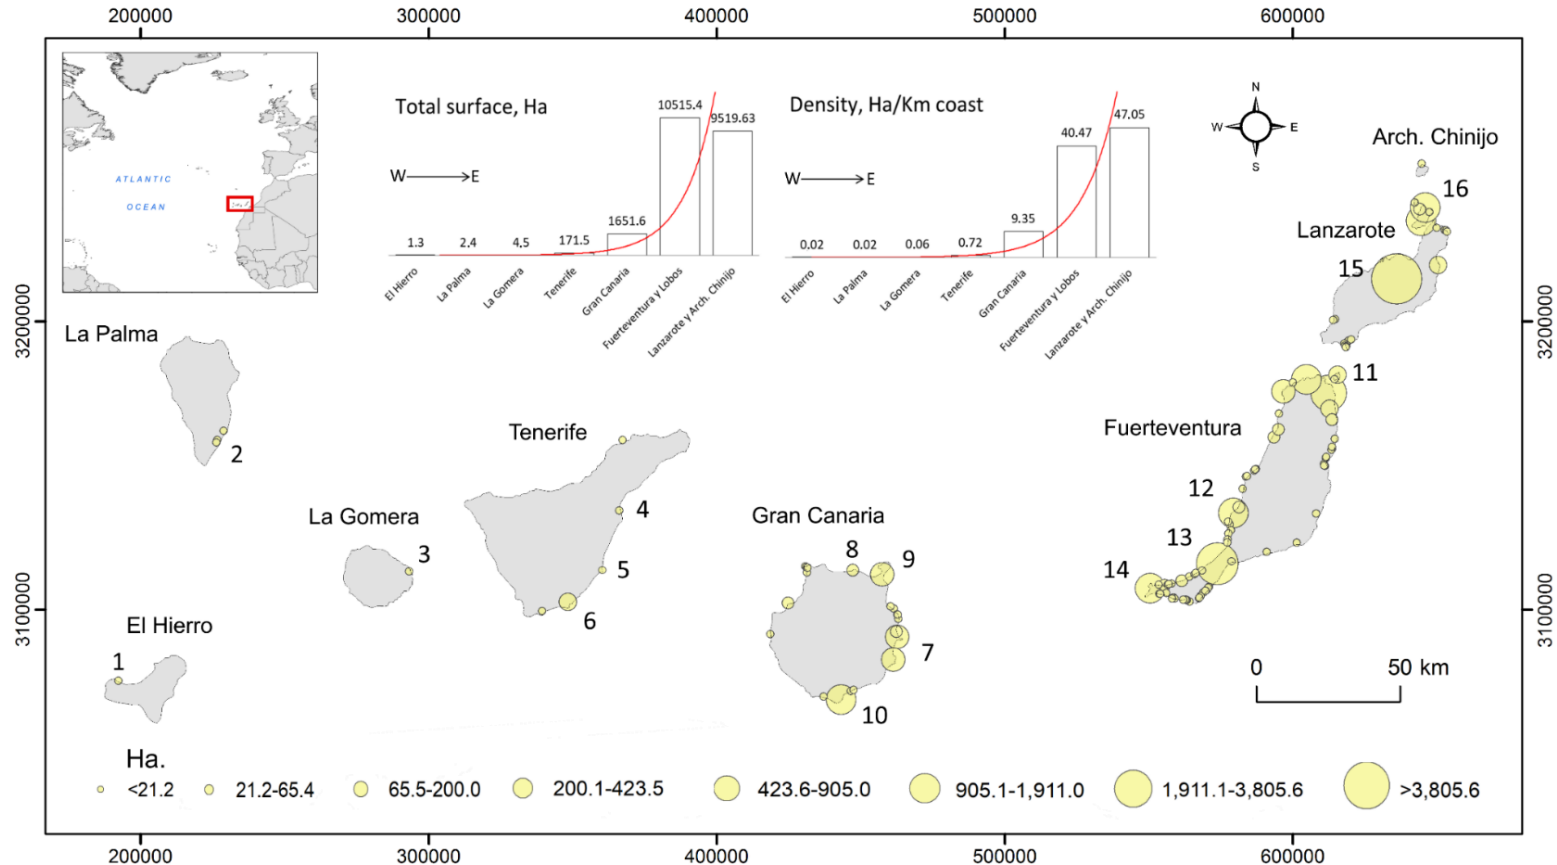 200000
300000
400000
500000
600000
ATLANTIC
OCEAN
Total surface, Ha
W
E
1.3
2.4
4.5
171.5
1651.6
10515.4
9519.63
El Hierro
La Palma
La Gomera
Tenerife
Gran Canaria
Fuerteventura y Lobos
Lanzarote y Arch. Chinijo
Density, Ha/Km coast
W
E
0.02
0.02
0.06
0.72
9.35
40.47
47.05
El Hierro
La Palma
La Gomera
Tenerife
Gran Canaria
Fuerteventura y Lobos
Lanzarote y Arch. Chinijo
N
W
E
S
Arch. Chinijo
16
Lanzarote
15
3200000
3200000
La Palma
2
11
Fuerteventura
12
13
14
Tenerife
4
5
6
La Gomera
3
Gran Canaria
8
9
7
10
3100000
3100000
El Hierro
1
0
50 km
Ha.
<21.2
21.2-65.4
65.5-200.0
200.1-423.5
423.6-905.0
905.1-1,911.0
1,911.1-3,805.6
>3,805.6
200000
300000
400000
500000
600000